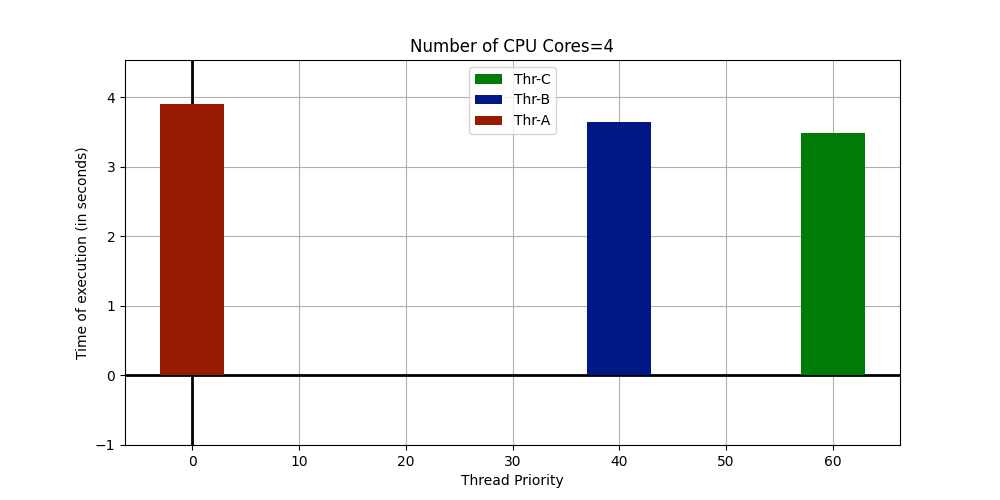 Number of CPU Cores=4
Thr-C
Thr-B
Thr-A
Time of execution (in seconds)
4
3
2
1
0
−1
0 10 20 30 40 50 60
Thread Priority